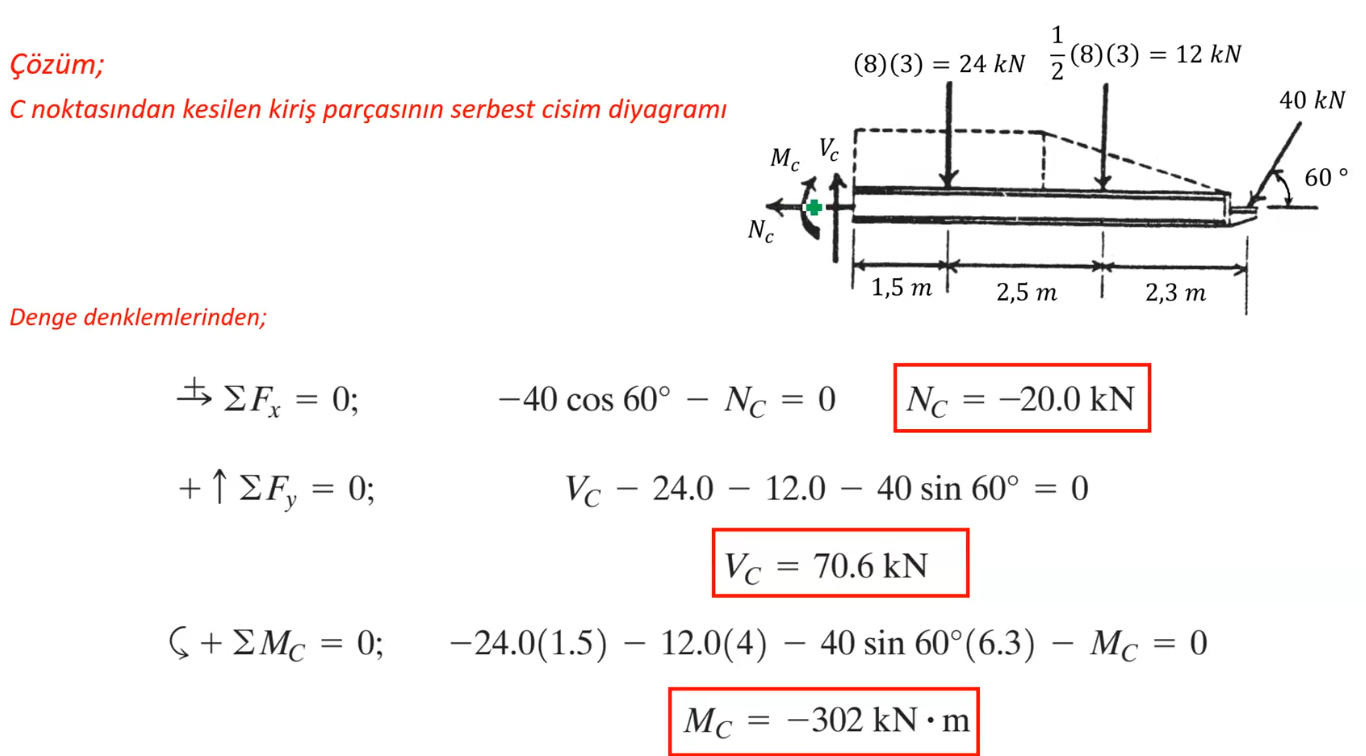 Çözüm;
C noktasından kesilen kiriş parçasının serbest cisim diyagramı
(8)(3) = 24 kN
1/2 (8)(3) = 12 kN
40 kN
60 °
M_c
V_c
N_c
1,5 m
2,5 m
2,3 m
Denge denklemlerinden;
+→ ΣF_x = 0; −40 cos 60° − N_C = 0 N_C = −20.0 kN
+ ↑ ΣF_y = 0; V_C − 24.0 − 12.0 − 40 sin 60° = 0
V_C = 70.6 kN
⤹ + ΣM_C = 0; −24.0(1.5) − 12.0(4) − 40 sin 60°(6.3) − M_C = 0
M_C = −302 kN · m